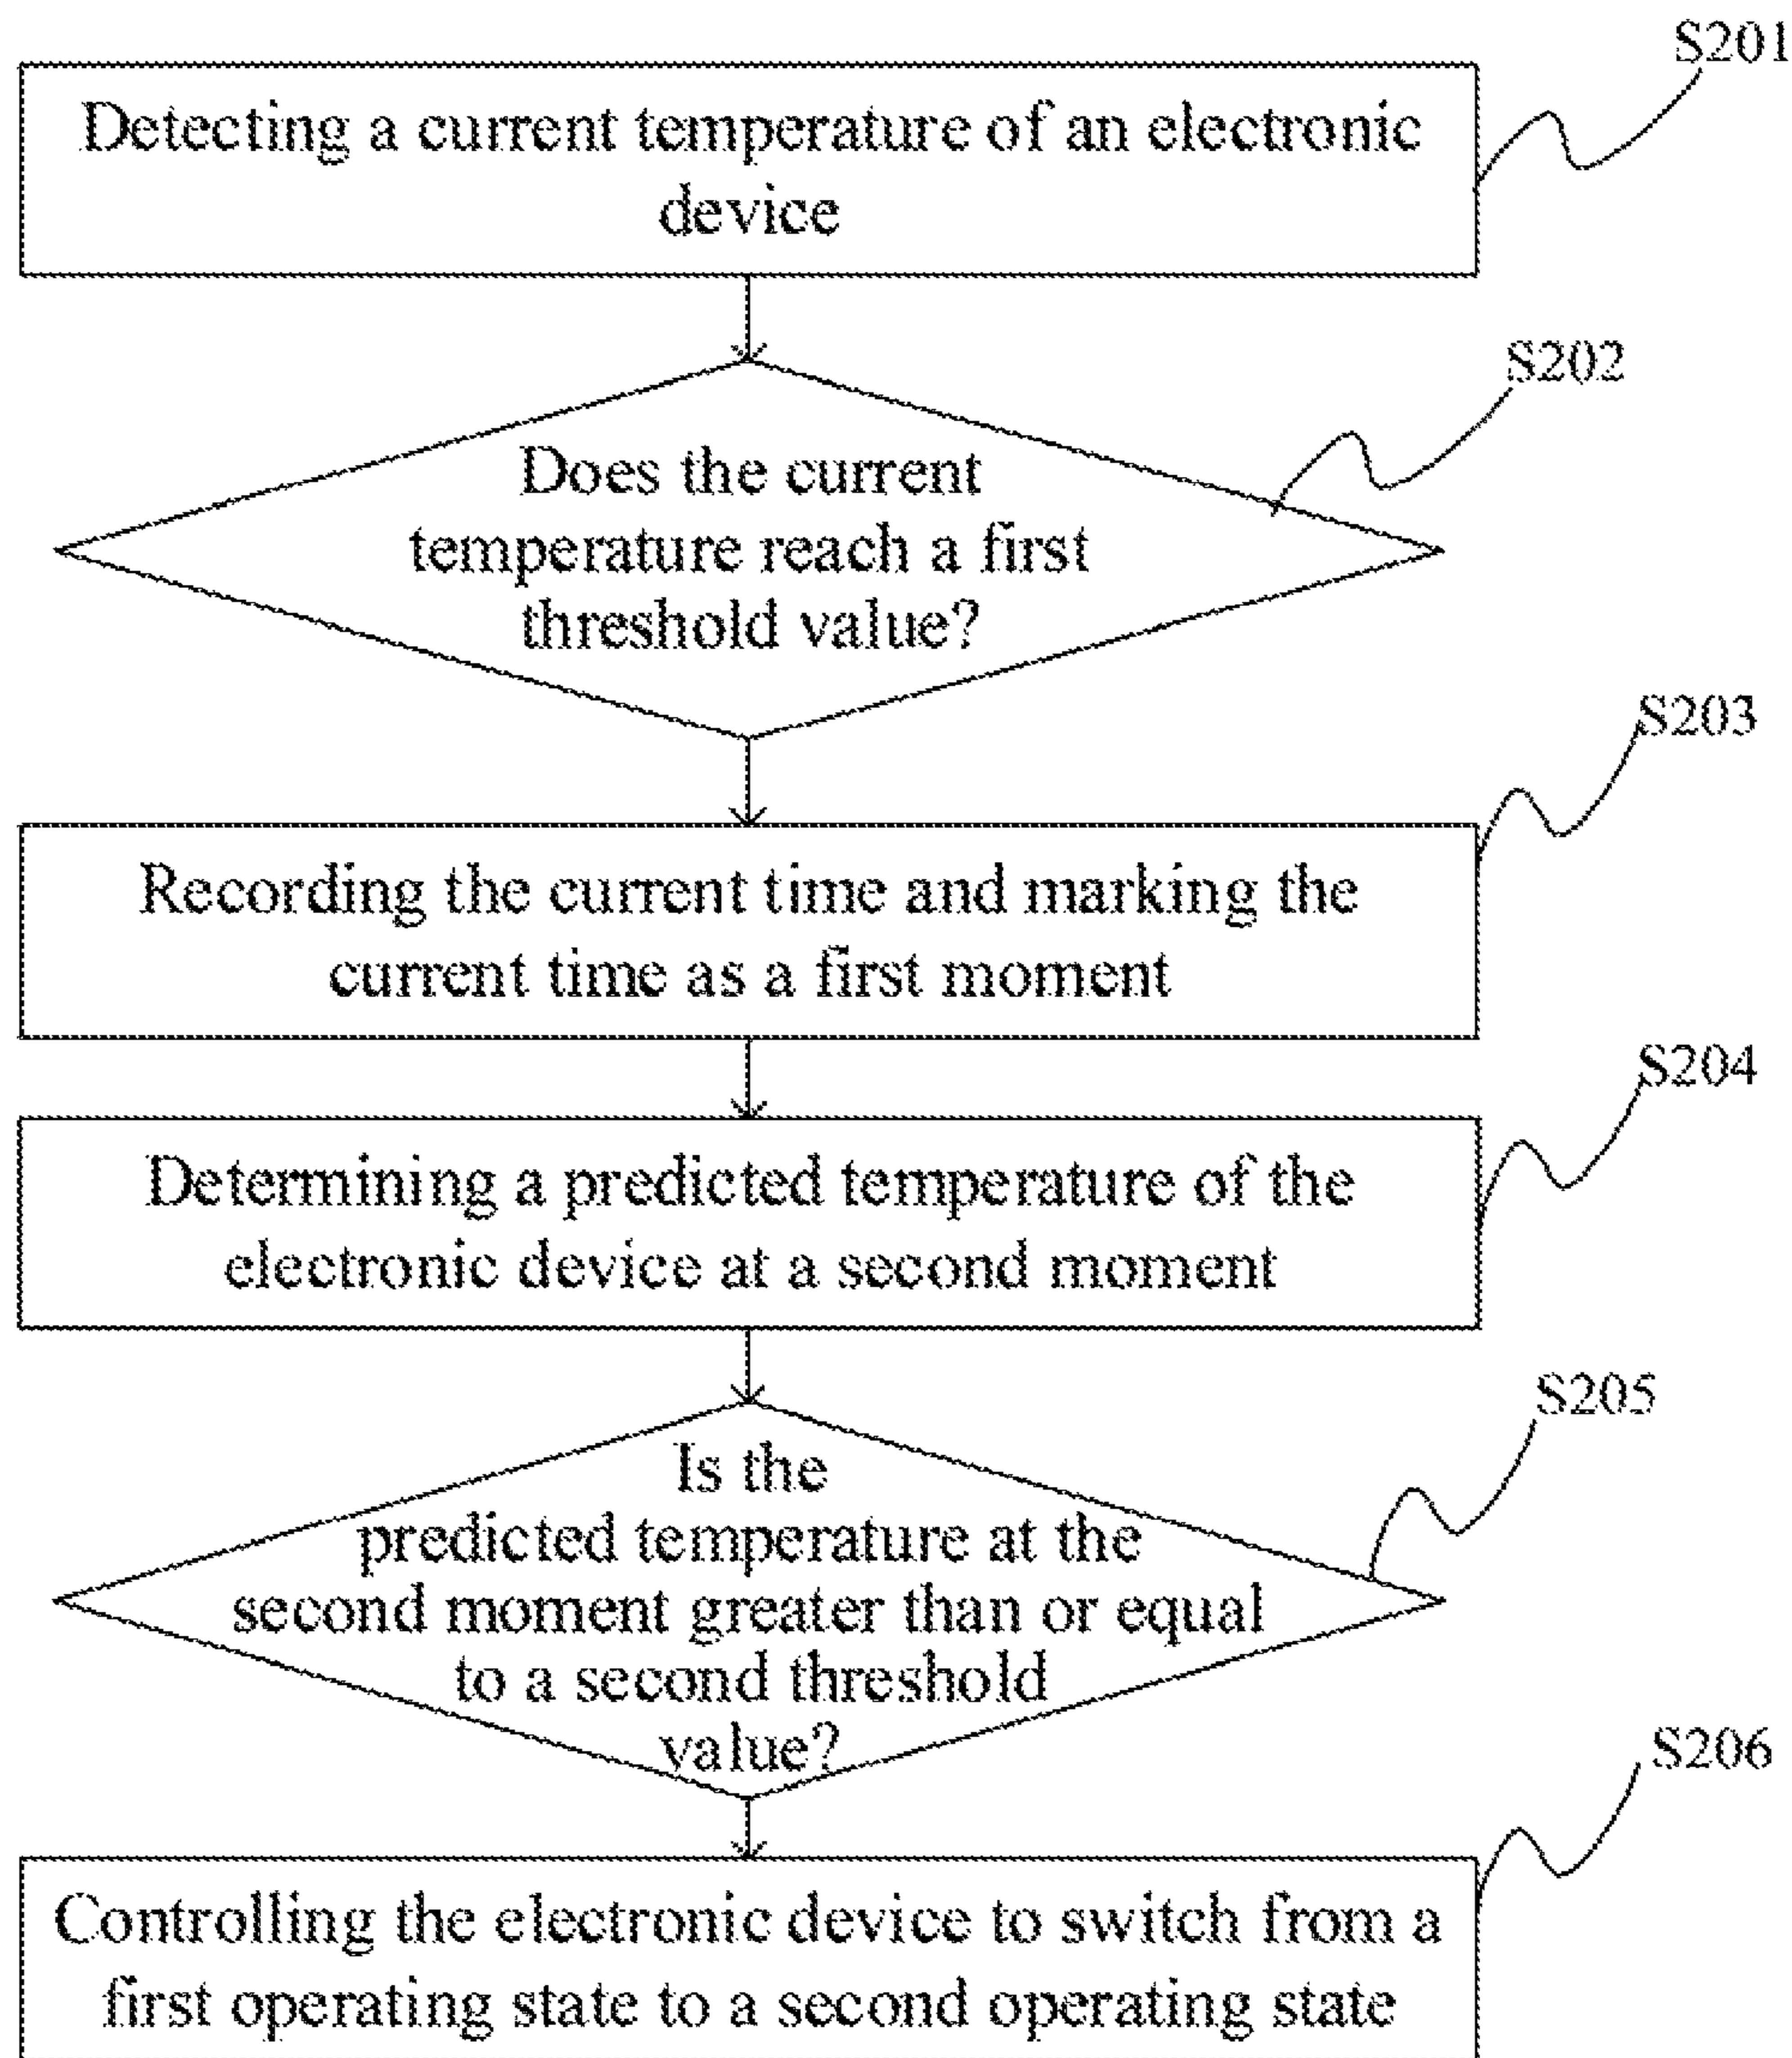 S201
Detecting a current temperature of an electronic
device
S202
Does the current
temperature reach a first
threshold value?
S203
Recording the current time and marking the
current time as a first moment
S204
Determining a predicted temperature of the
electronic device at a second moment
S205
Is the
predicted temperature at the
second moment greater than or equal
to a second threshold
value?
S206
Controlling the electronic device to switch from a
first operating state to a second operating state